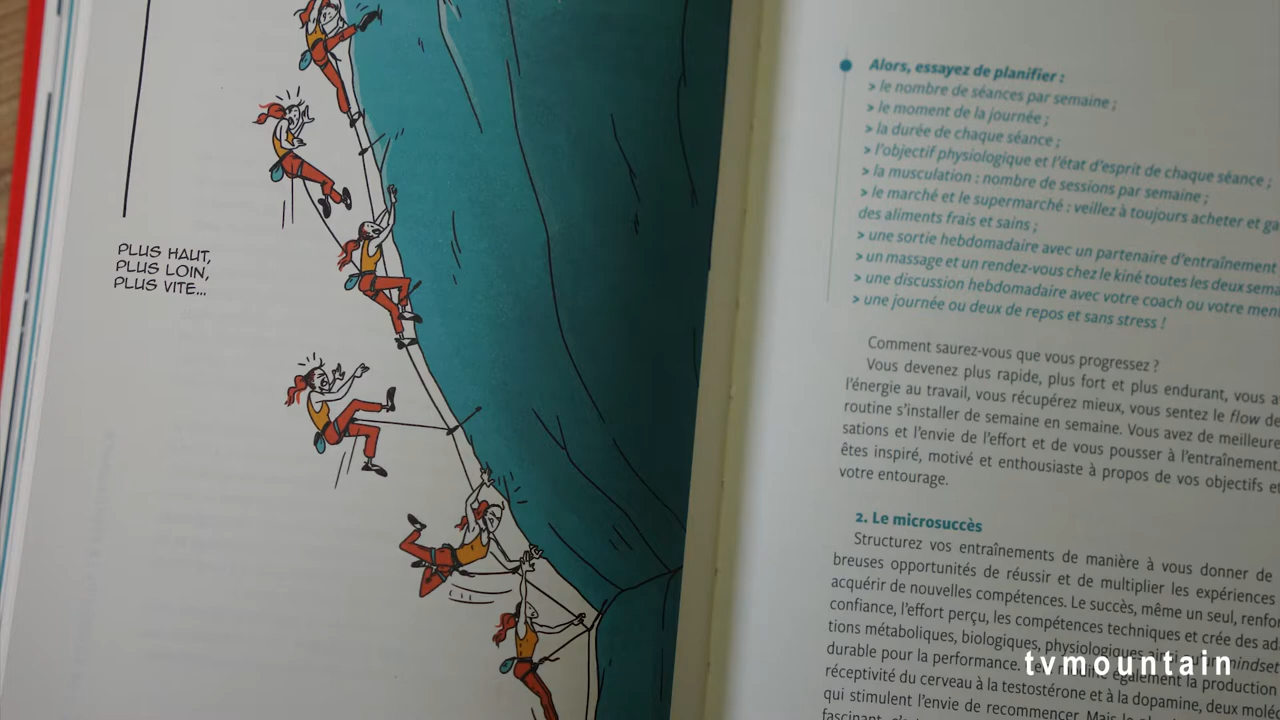 PLUS HAUT,
PLUS LOIN,
PLUS VITE...
Alors, essayez de planifier :
> le nombre de séances par semaine ;
> le moment de la journée ;
> la durée de chaque séance ;
> l'objectif physiologique et l'état d'esprit de chaque séance ;
> la musculation : nombre de sessions par semaine ;
> le marché et le supermarché : veillez à toujours acheter et
des aliments frais et sains ;
> une sortie hebdomadaire avec un partenaire d'entraînement
> un massage et un rendez-vous chez le kiné toutes les deux
> une discussion hebdomadaire avec votre coach ou votre
> une journée ou deux de repos et sans stress !
Comment saurez-vous que vous progressez ?
Vous devenez plus rapide, plus fort et plus endurant, vous
l'énergie au travail, vous récupérez mieux, vous sentez le flow
routine s'installer de semaine en semaine. Vous avez de
sations et l'envie de l'effort et de vous pousser à l'entraînement.
êtes inspiré, motivé et enthousiaste à propos de vos objectifs
votre entourage.
2. Le microsuccès
Structurez vos entraînements de manière à vous donner de
breuses opportunités de réussir et de multiplier les expériences
acquérir de nouvelles compétences. Le succès, même un seul,
confiance, l'effort perçu, les compétences techniques et crée des
tions métaboliques, biologiques, physiologiques ainsi qu'un mindset
durable pour la performance. également la production
réceptivité du cerveau à la testostérone et à la dopamine, deux
qui stimulent l'envie de recommencer. Mais
tvmountain